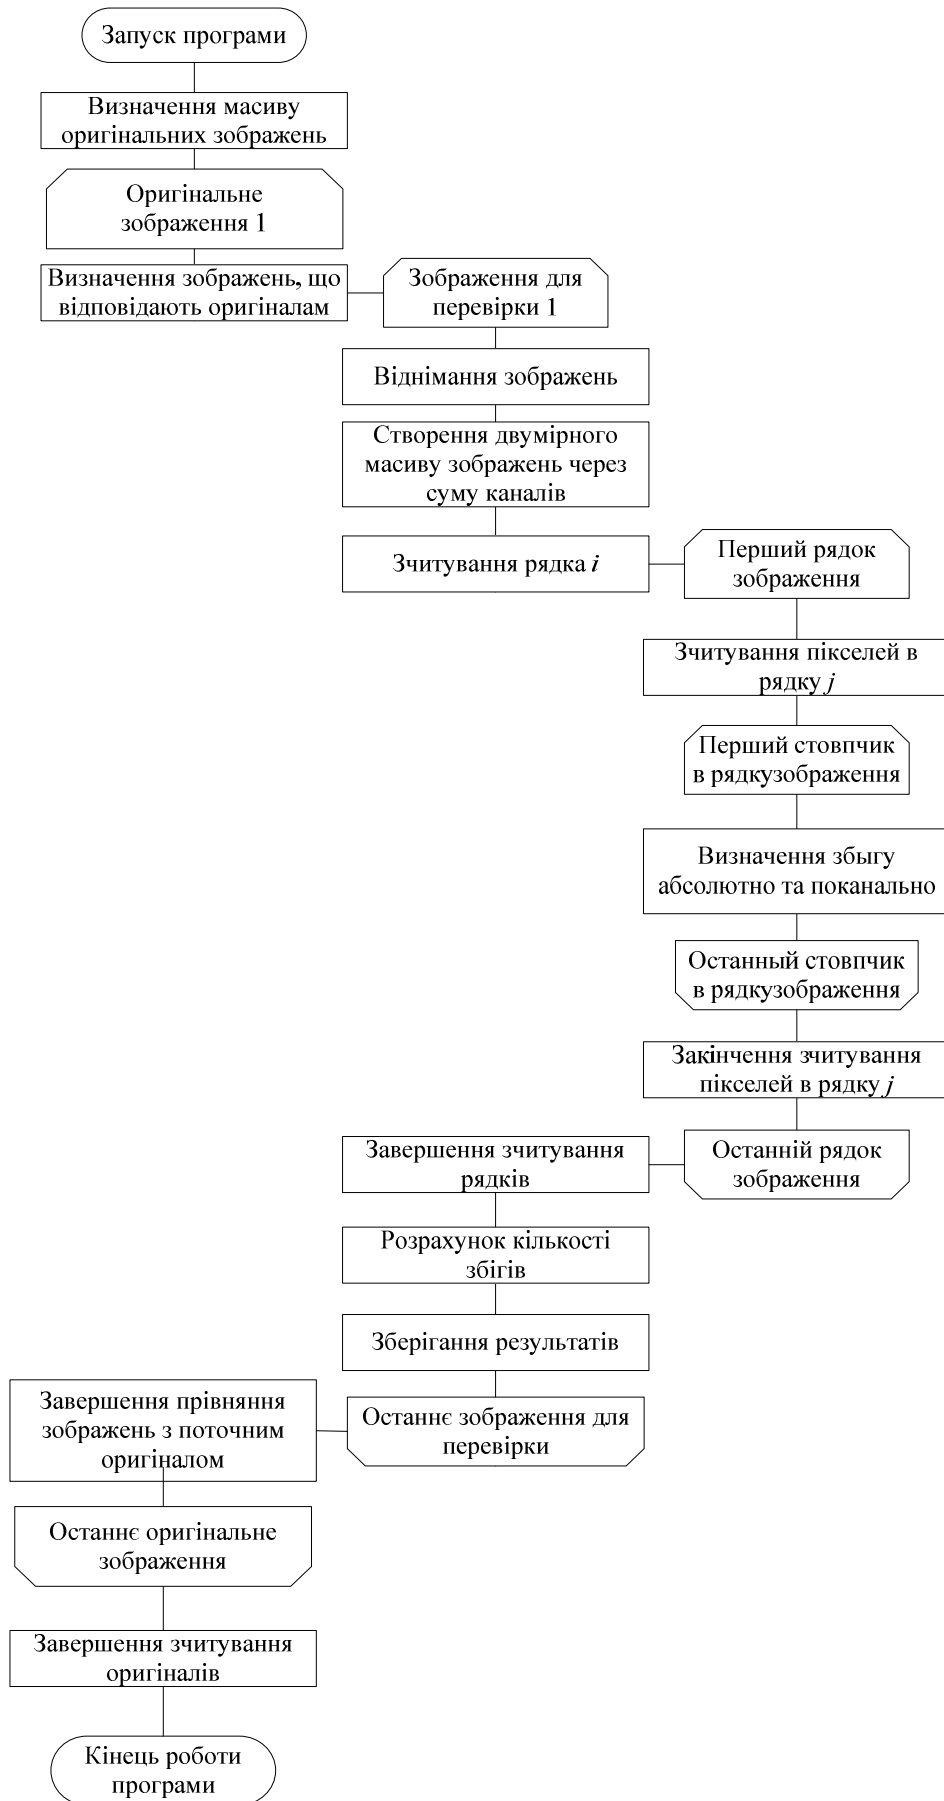 Запуск програми
Визначення масиву
оригінальних зображень
Оригінальне
зображення 1
Визначення зображень, що
відповідають оригіналам
Зображення для
перевірки 1
Віднімання зображень
Створення двумірного
масиву зображень через
суму каналів
Зчитування рядка i
Перший рядок
зображення
Зчитування пікселей в
рядку j
Перший стовпчик
в рядкузображення
Визначення збыгу
абсолютно та поканально
Останный стовпчик
в рядкузображення
Закінчення зчитування
пікселей в рядку j
Останній рядок
зображення
Завершення зчитування
рядків
Розрахунок кількості
збігів
Зберігання результатів
Останнє зображення для
перевірки
Завершення прівняння
зображень з поточним
оригіналом
Останнє оригінальне
зображення
Завершення зчитування
оригіналів
Кінець роботи
програми